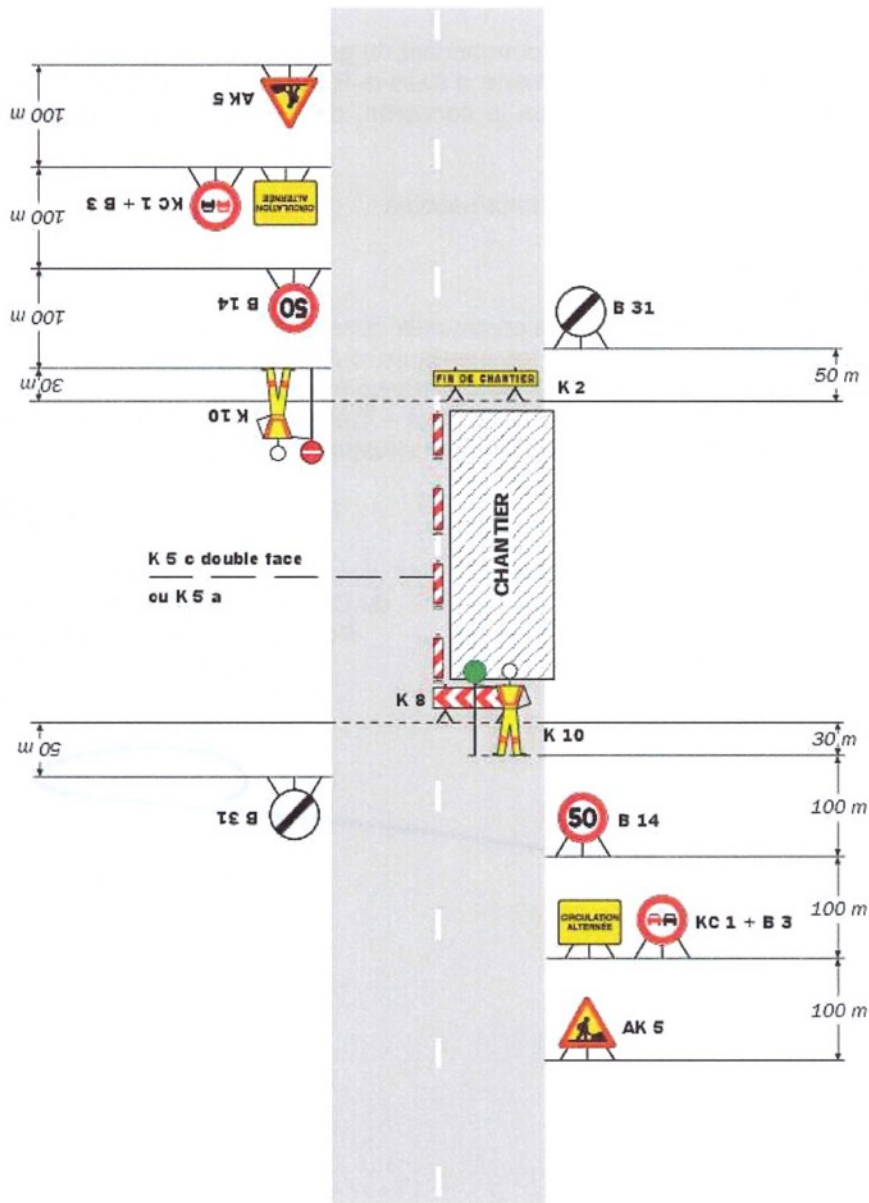 100 m
AK 5
100 m
KC 1 + B 3
CIRCULATION
ALTERNÉE
100 m
B 14
50
B 31
30 m
K 10
FIN DE CHANTIER
K 2
50 m
CHANTIER
K 5 c double face
ou K 5 a
K 8
K 10
50 m
30 m
B 31
50
B 14
100 m
CIRCULATION
ALTERNÉE
KC 1 + B 3
100 m
AK 5
100 m